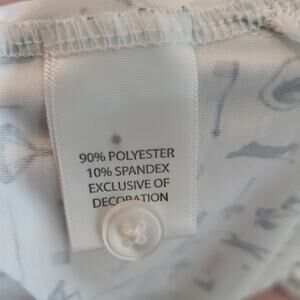 90% POLYESTER
10% SPANDEX
EXCLUSIVE OF
DECORATION